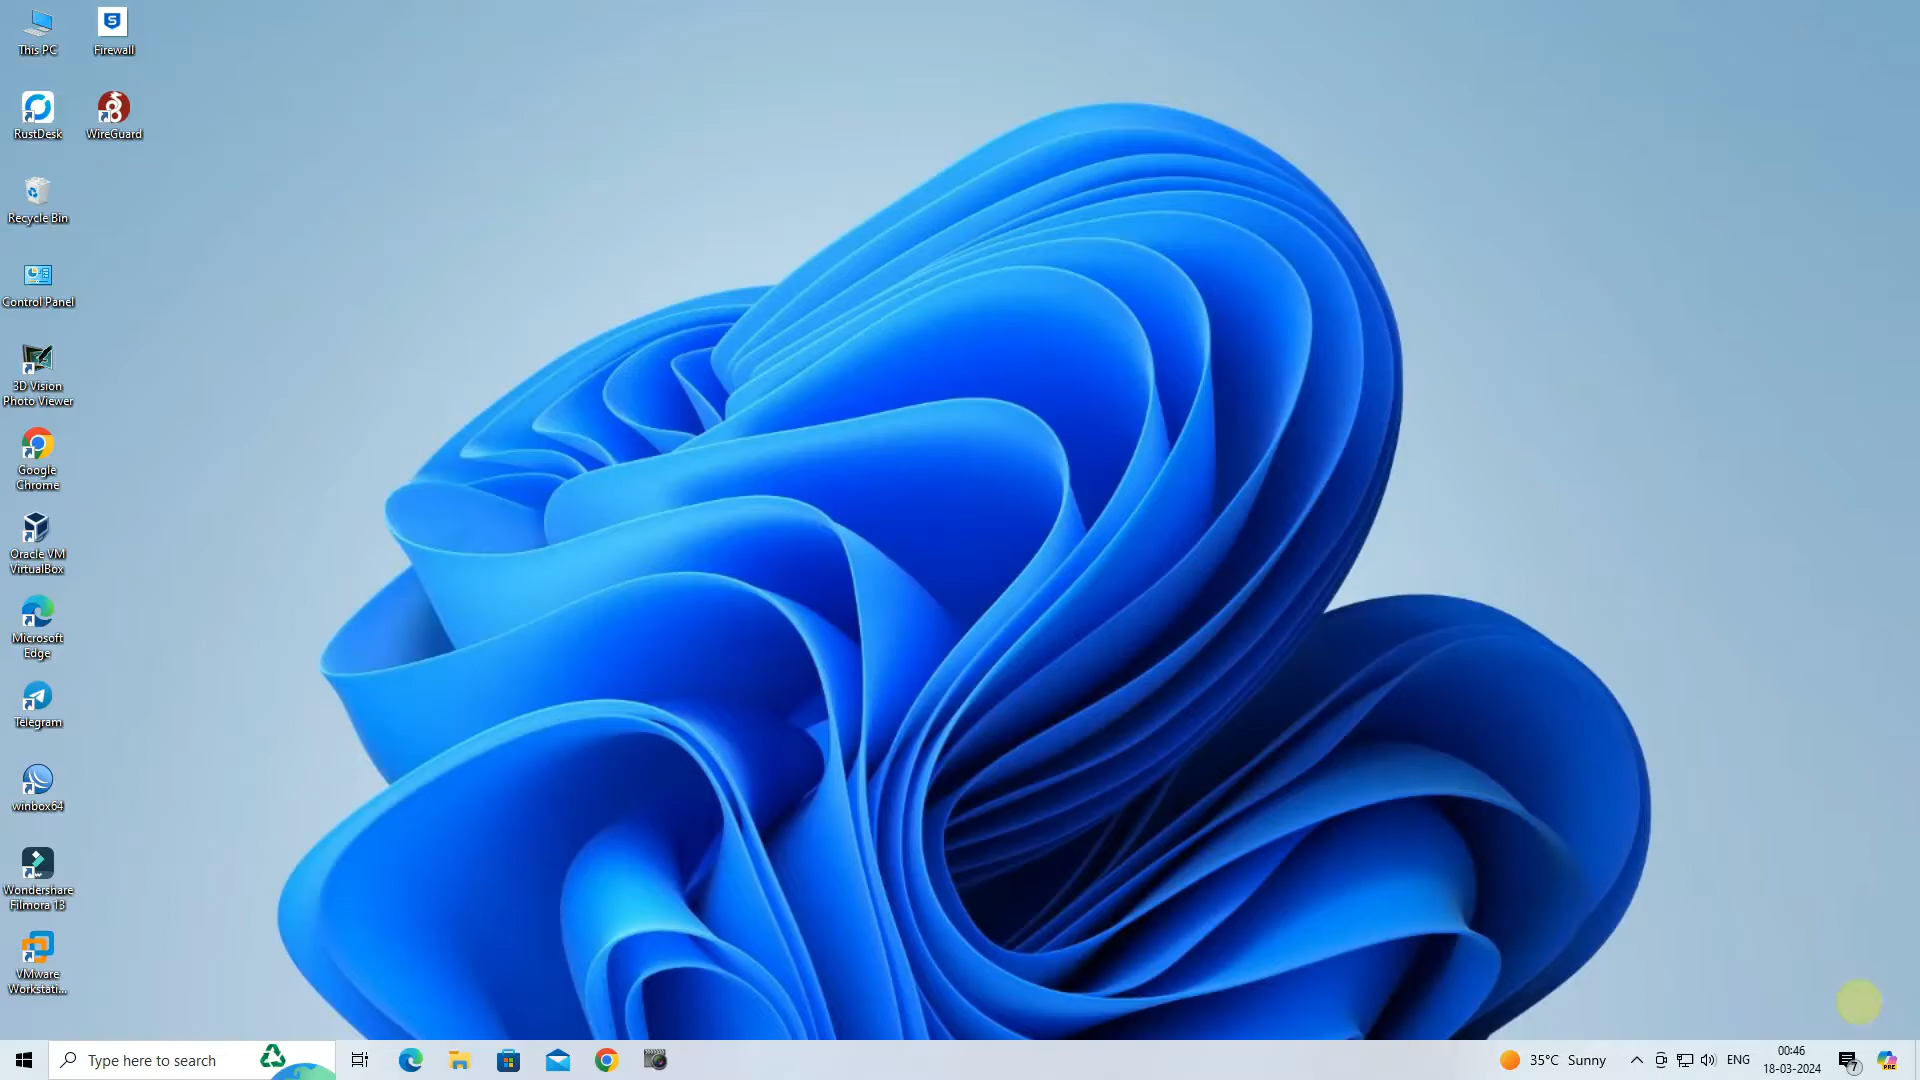 This PC
Firewall
RustDesk
WireGuard
Recycle Bin
Control Panel
3D Vision
Photo Viewer
Google
Chrome
Oracle VM
VirtualBox
Microsoft
Edge
Telegram
winbox64
Wondershare
Filmora 13
VMware
Workstati...
Type here to search
35°C Sunny
ENG
00:46
18-03-2024
7
PRE